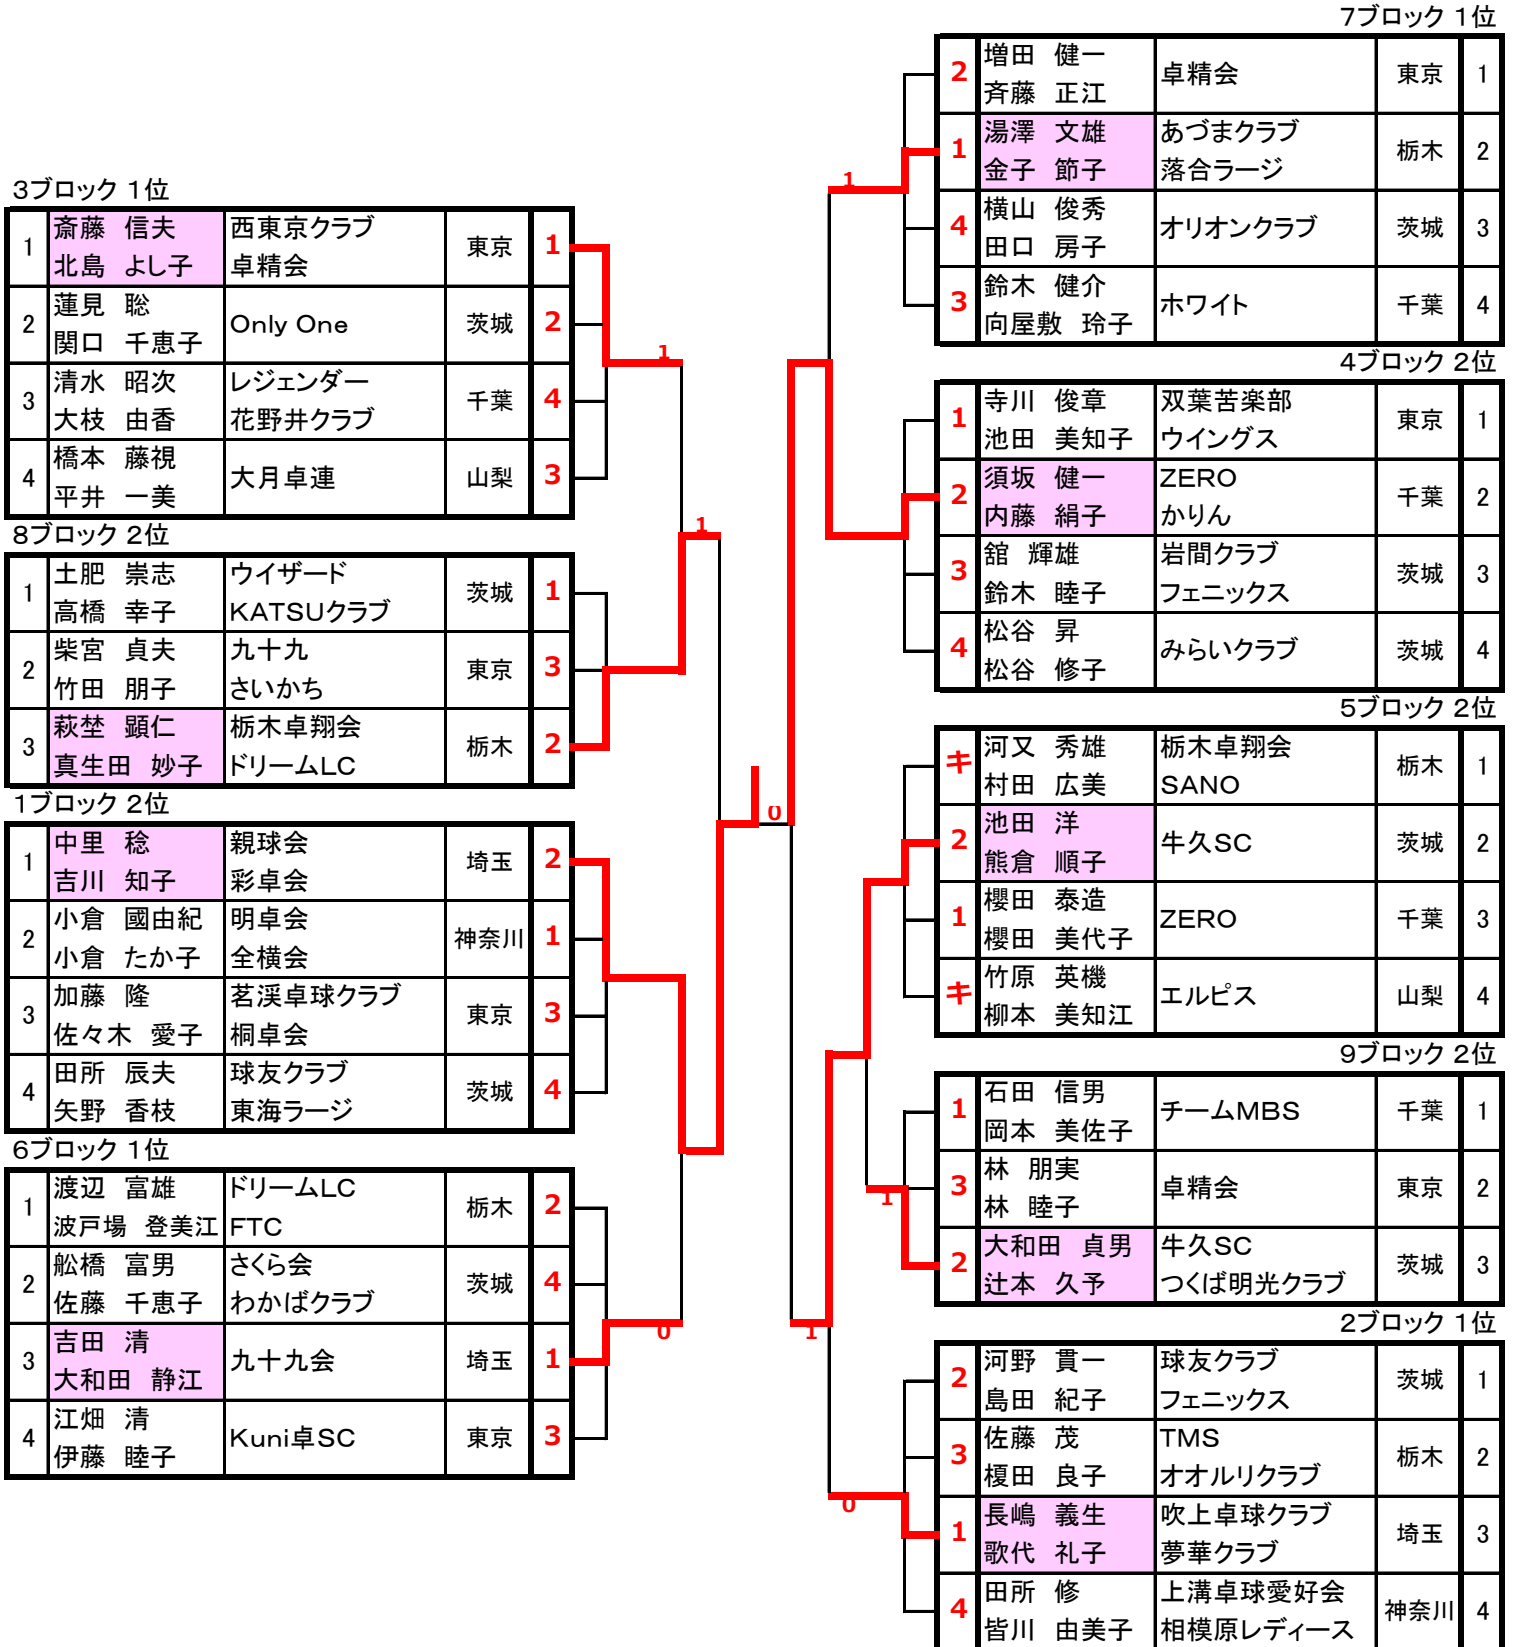 3ブロック 1位
1 斎藤 信夫 西東京クラブ 東京 1
北島 よし子 卓精会
2 蓮見 聡 Only One 茨城 2
関口 千恵子
3 清水 昭次 レジェンダー 千葉 4
大枝 由香 花野井クラブ
4 橋本 藤視 大月卓連 山梨 3
平井 一美
1
8ブロック 2位
1 土肥 崇志 ウイザード 茨城 1
高橋 幸子 KATSUクラブ
2 柴宮 貞夫 九十九 東京 3
竹田 朋子 さいかち
3 萩埜 顕仁 栃木卓翔会 栃木 2
真生田 妙子 ドリームLC
1
1ブロック 2位
1 中里 稔 親球会 埼玉 2
吉川 知子 彩卓会
2 小倉 國由紀 明卓会 神奈川 1
小倉 たか子 全横会
3 加藤 隆 茗渓卓球クラブ 東京 3
佐々木 愛子 桐卓会
4 田所 辰夫 球友クラブ 茨城 4
矢野 香枝 東海ラージ
6ブロック 1位
1 渡辺 富雄 ドリームLC 栃木 2
波戸場 登美江 FTC
2 舩橋 富男 さくら会 茨城 4
佐藤 千恵子 わかばクラブ
3 吉田 清 九十九会 埼玉 1
大和田 静江
4 江畑 清 Kuni卓SC 東京 3
伊藤 睦子
0
0
7ブロック 1位
2 増田 健一 卓精会 東京 1
斉藤 正江
1 湯澤 文雄 あづまクラブ 栃木 2
金子 節子 落合ラージ
4 横山 俊秀 オリオンクラブ 茨城 3
田口 房子
3 鈴木 健介 ホワイト 千葉 4
向屋敷 玲子
1
4ブロック 2位
1 寺川 俊章 双葉苦楽部 東京 1
池田 美知子 ウイングス
2 須坂 健一 ZERO 千葉 2
内藤 絹子 かりん
3 舘 輝雄 岩間クラブ 茨城 3
鈴木 睦子 フェニックス
4 松谷 昇 みらいクラブ 茨城 4
松谷 修子
5ブロック 2位
キ 河又 秀雄 栃木卓翔会 栃木 1
村田 広美 SANO
2 池田 洋 牛久SC 茨城 2
熊倉 順子
1 櫻田 泰造 ZERO 千葉 3
櫻田 美代子
キ 竹原 英機 エルピス 山梨 4
柳本 美知江
9ブロック 2位
1 石田 信男 チームMBS 千葉 1
岡本 美佐子
3 林 朋実 卓精会 東京 2
林 睦子
2 大和田 貞男 牛久SC 茨城 3
辻本 久予 つくば明光クラブ
1
1
2ブロック 1位
2 河野 貫一 球友クラブ 茨城 1
島田 紀子 フェニックス
3 佐藤 茂 TMS 栃木 2
榎田 良子 オオルリクラブ
1 長嶋 義生 吹上卓球クラブ 埼玉 3
歌代 礼子 夢華クラブ
4 田所 修 上溝卓球愛好会 神奈川 4
皆川 由美子 相模原レディース
0